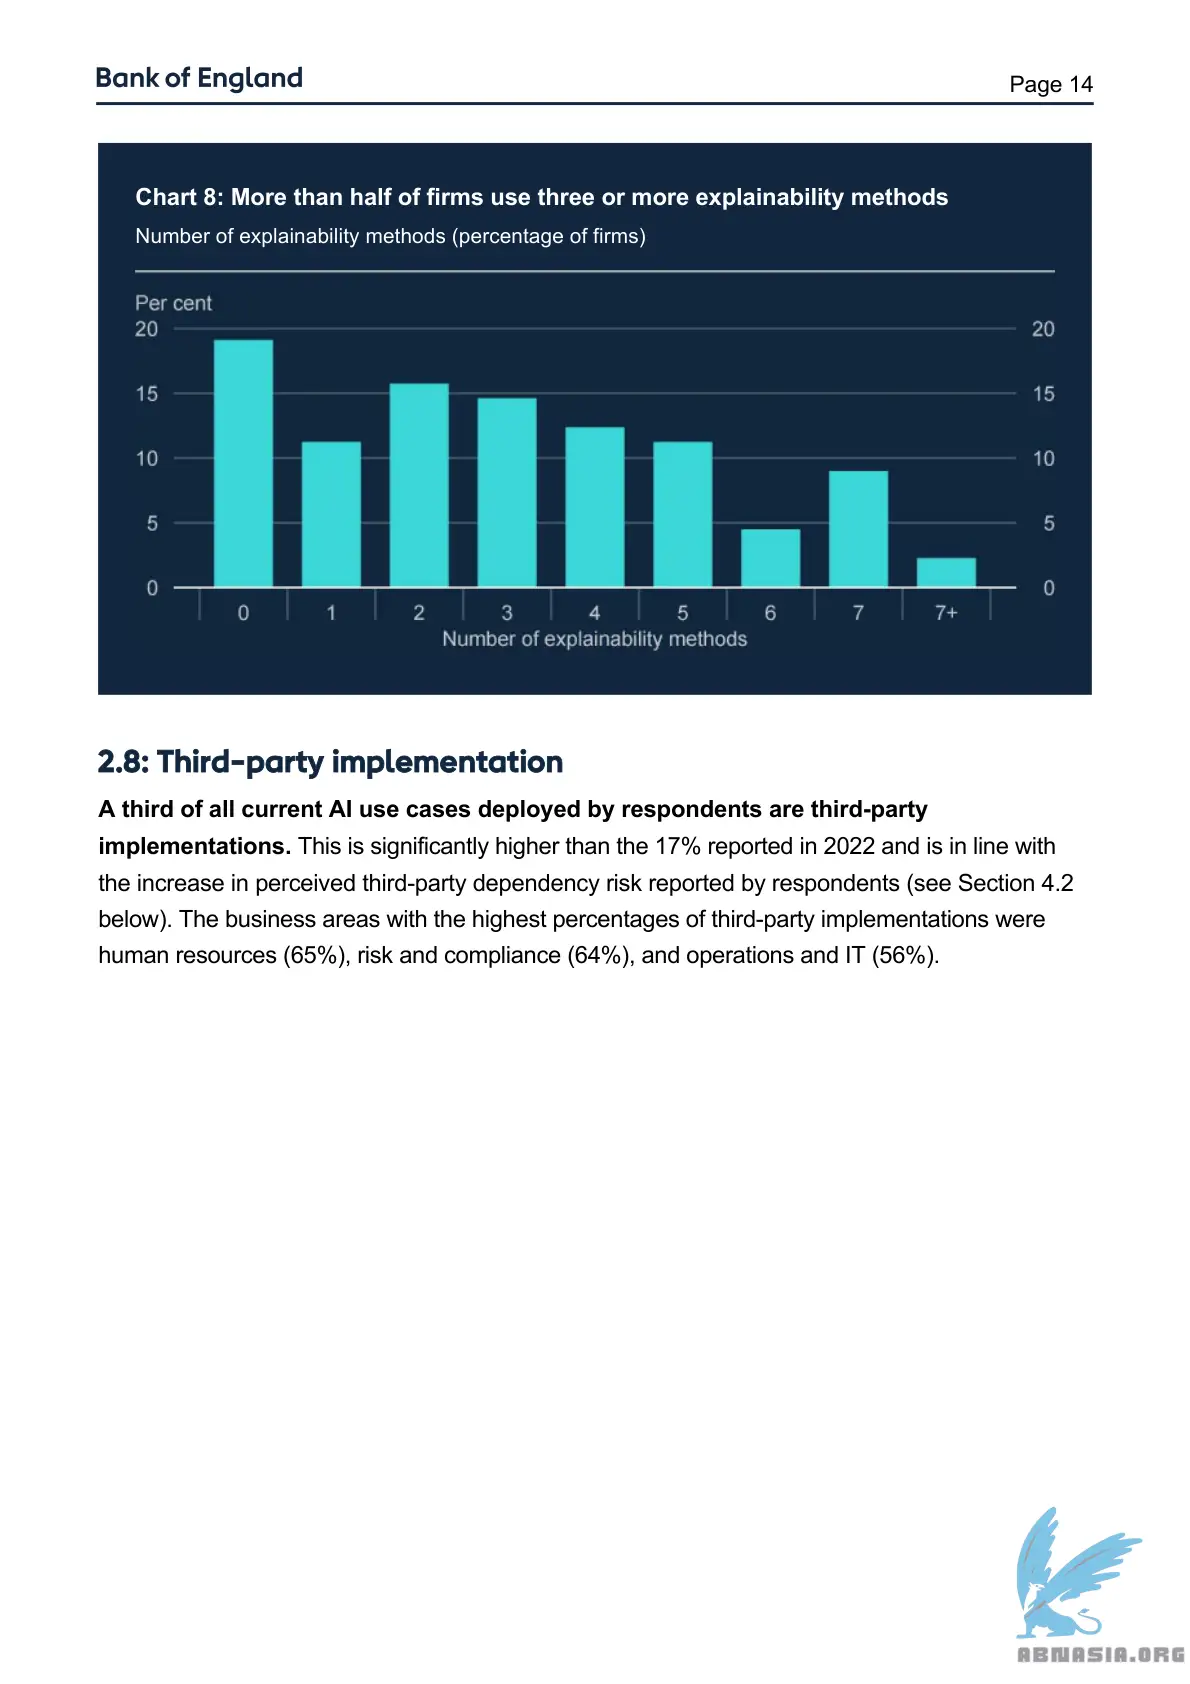 Bank of England
Page 14
Chart 8: More than half of firms use three or more explainability methods
Number of explainability methods (percentage of firms)
Per cent
20 20
15 15
10 10
5 5
0 0
0 1 2 3 4 5 6 7 7+
Number of explainability methods
2.8: Third-party implementation
A third of all current AI use cases deployed by respondents are third-party
implementations. This is significantly higher than the 17% reported in 2022 and is in line with
the increase in perceived third-party dependency risk reported by respondents (see Section 4.2
below). The business areas with the highest percentages of third-party implementations were
human resources (65%), risk and compliance (64%), and operations and IT (56%).
ABNASIA.ORG